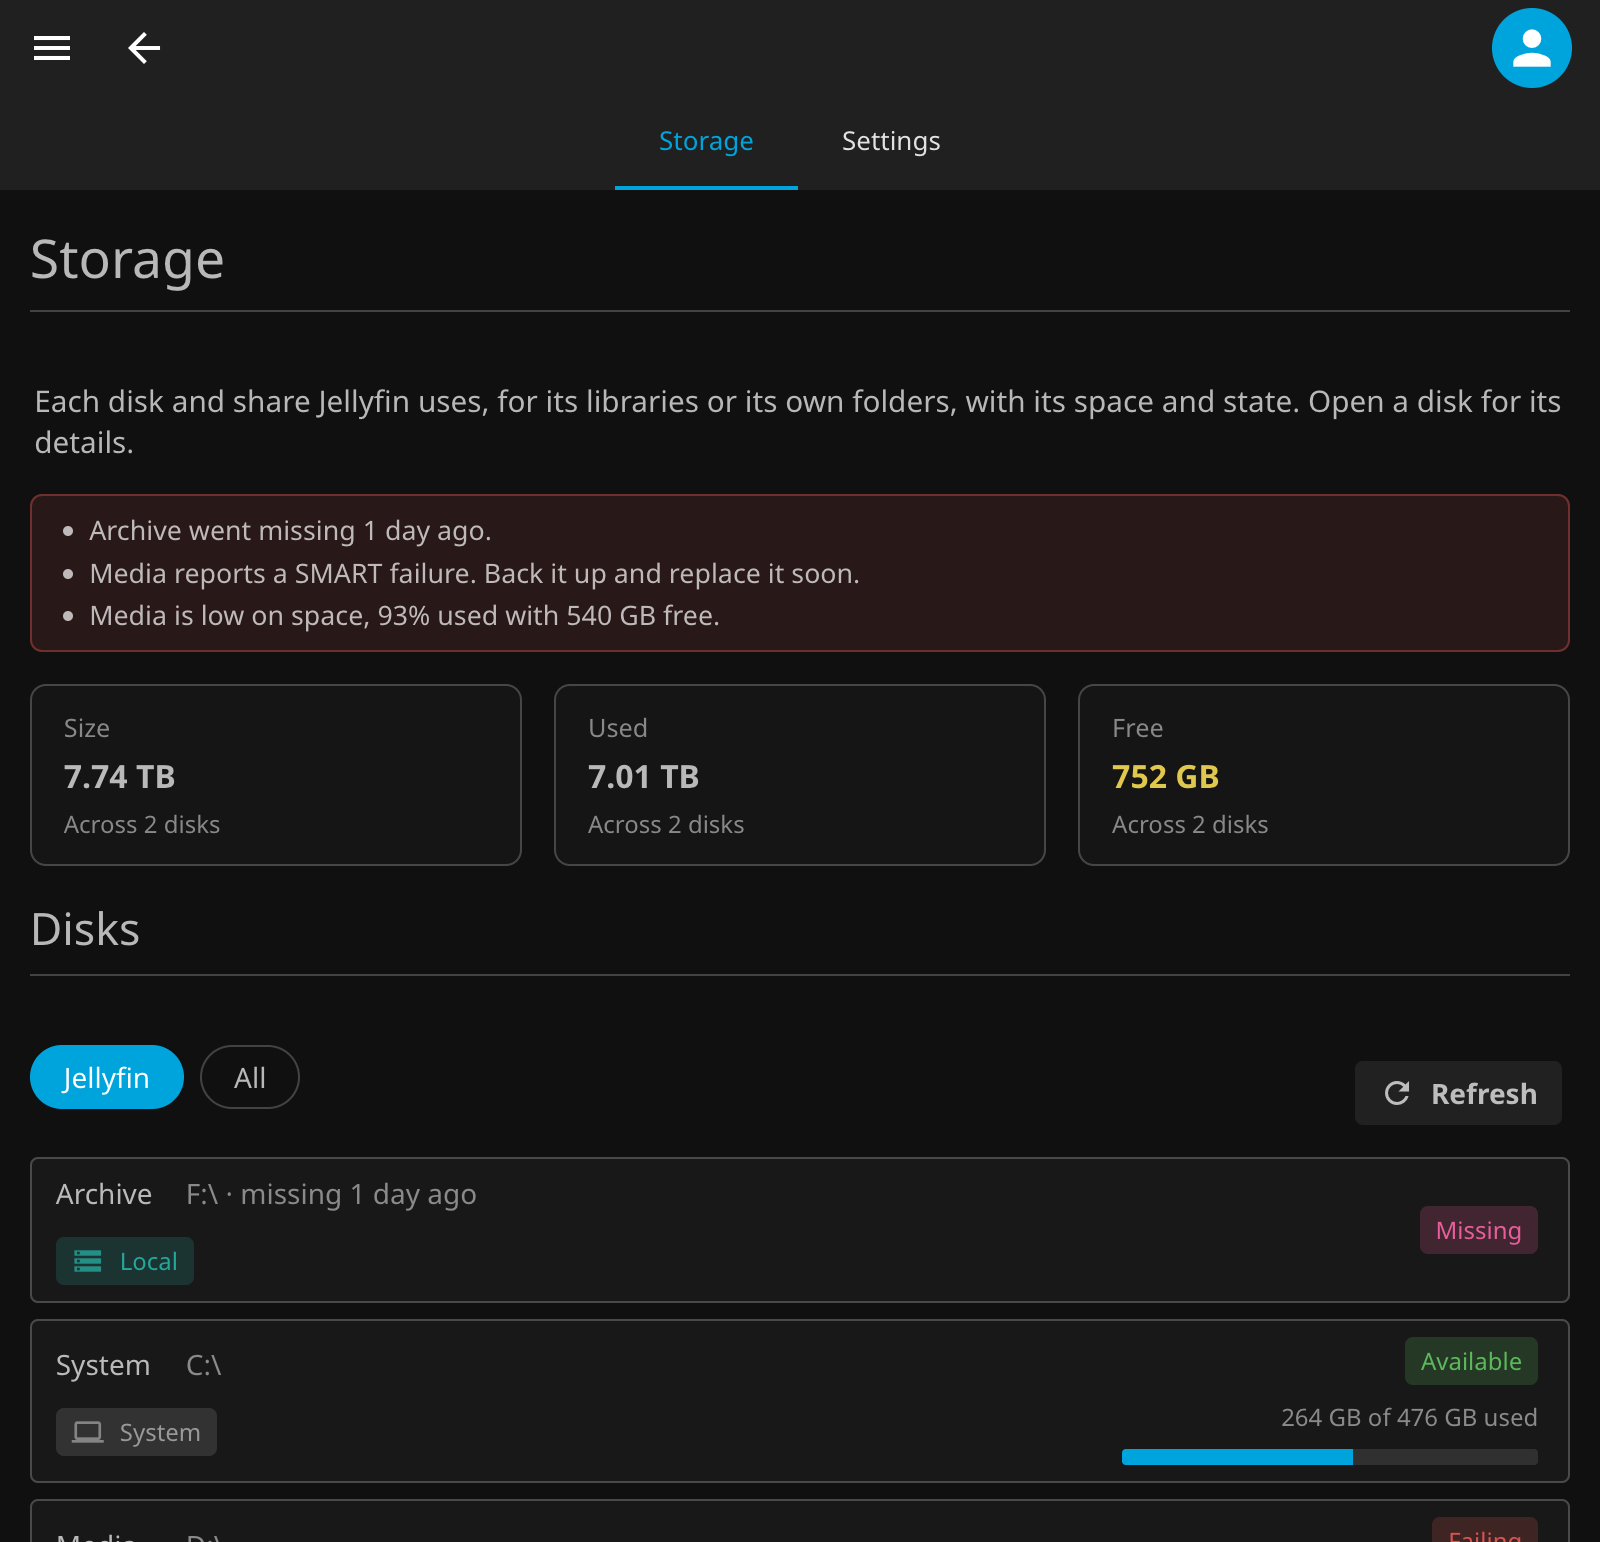 Storage
Settings
Storage
Each disk and share Jellyfin uses, for its libraries or its own folders, with its space and state. Open a disk for its
details.
• Archive went missing 1 day ago.
• Media reports a SMART failure. Back it up and replace it soon.
• Media is low on space, 93% used with 540 GB free.
Size
7.74 TB
Across 2 disks
Used
7.01 TB
Across 2 disks
Free
752 GB
Across 2 disks
Disks
Jellyfin
All
Refresh
Archive F:\ · missing 1 day ago
Local
Missing
System C:\
System
Available
264 GB of 476 GB used
Media D:\
Failing